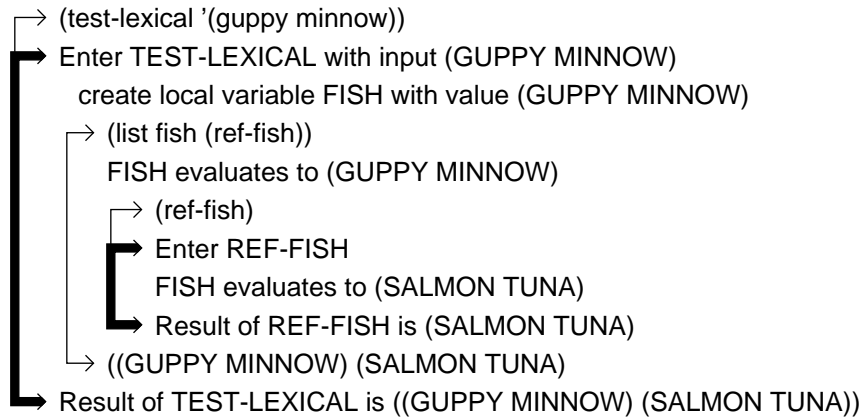 (test-lexical '(guppy minnow))
Enter TEST-LEXICAL with input (GUPPY MINNOW)
create local variable FISH with value (GUPPY MINNOW)
(list fish (ref-fish))
FISH evaluates to (GUPPY MINNOW)
(ref-fish)
Enter REF-FISH
FISH evaluates to (SALMON TUNA)
Result of REF-FISH is (SALMON TUNA)
((GUPPY MINNOW) (SALMON TUNA)
Result of TEST-LEXICAL is ((GUPPY MINNOW) (SALMON TUNA))